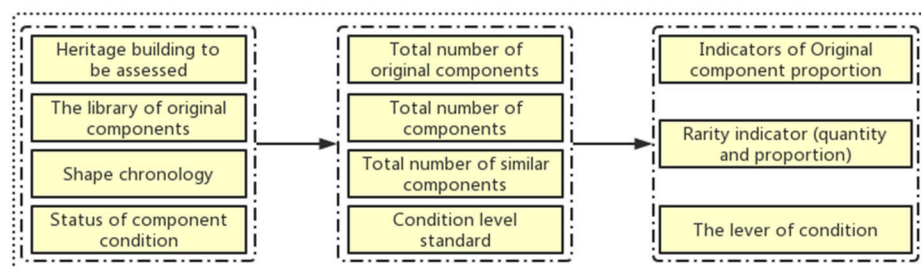 Heritage building to
be assessed
The library of original
components
Shape chronology
Status of component
condition
Total number of
original components
Total number of
components
Total number of similar
components
Condition level
standard
Indicators of Original
component proportion
Rarity indicator (quantity
and proportion)
The lever of condition